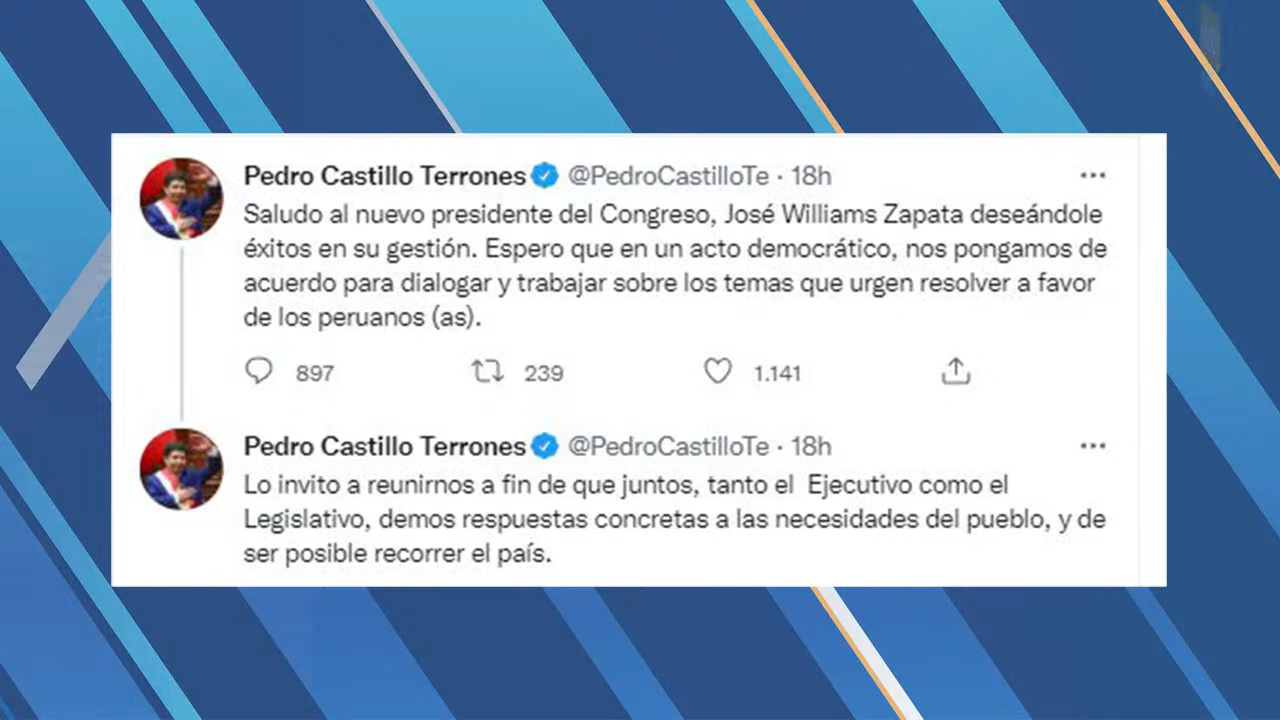 Pedro Castillo Terrones @PedroCastilloTe · 18h
Saludo al nuevo presidente del Congreso, José Williams Zapata deseándole
éxitos en su gestión. Espero que en un acto democrático, nos pongamos de
acuerdo para dialogar y trabajar sobre los temas que urgen resolver a favor
de los peruanos (as).
897 239 1.141
Pedro Castillo Terrones @PedroCastilloTe · 18h
Lo invito a reunirnos a fin de que juntos, tanto el  Ejecutivo como el
Legislativo, demos respuestas concretas a las necesidades del pueblo, y de
ser posible recorrer el país.